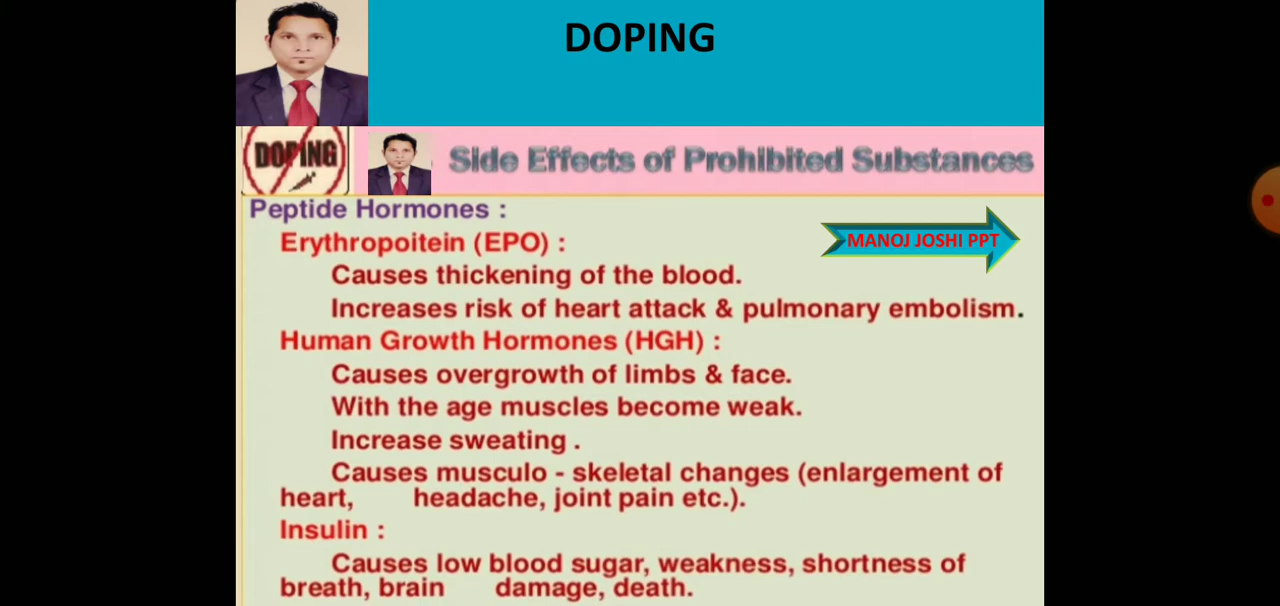 DOPING
DOPING
Side Effects of Prohibited Substances
Peptide Hormones :
MANOJ JOSHI PPT
Erythropoitein (EPO) :
Causes thickening of the blood.
Increases risk of heart attack & pulmonary embolism.
Human Growth Hormones (HGH) :
Causes overgrowth of limbs & face.
With the age muscles become weak.
Increase sweating .
Causes musculo - skeletal changes (enlargement of
heart, headache, joint pain etc.).
Insulin :
Causes low blood sugar, weakness, shortness of
breath, brain damage, death.